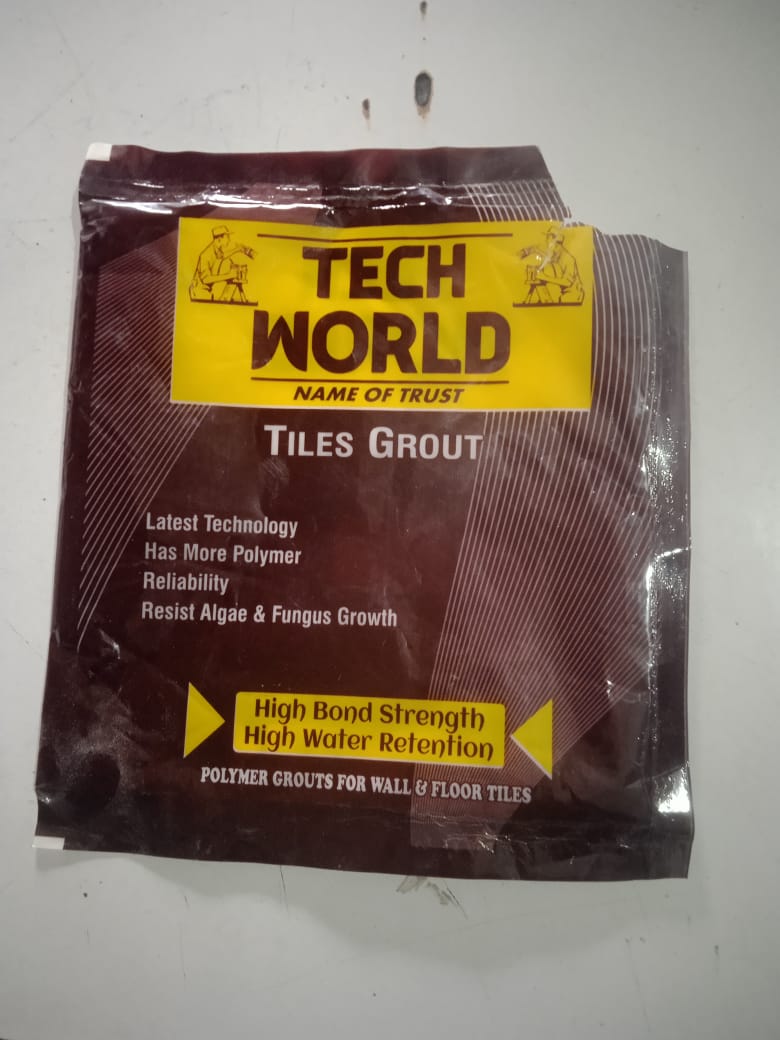 TECH
WORLD
NAME OF TRUST
TILES GROUT
Latest Technology
Has More Polymer
Reliability
Resist Algae & Fungus Growth
High Bond Strength
High Water Retention
POLYMER GROUTS FOR WALL & FLOOR TILES